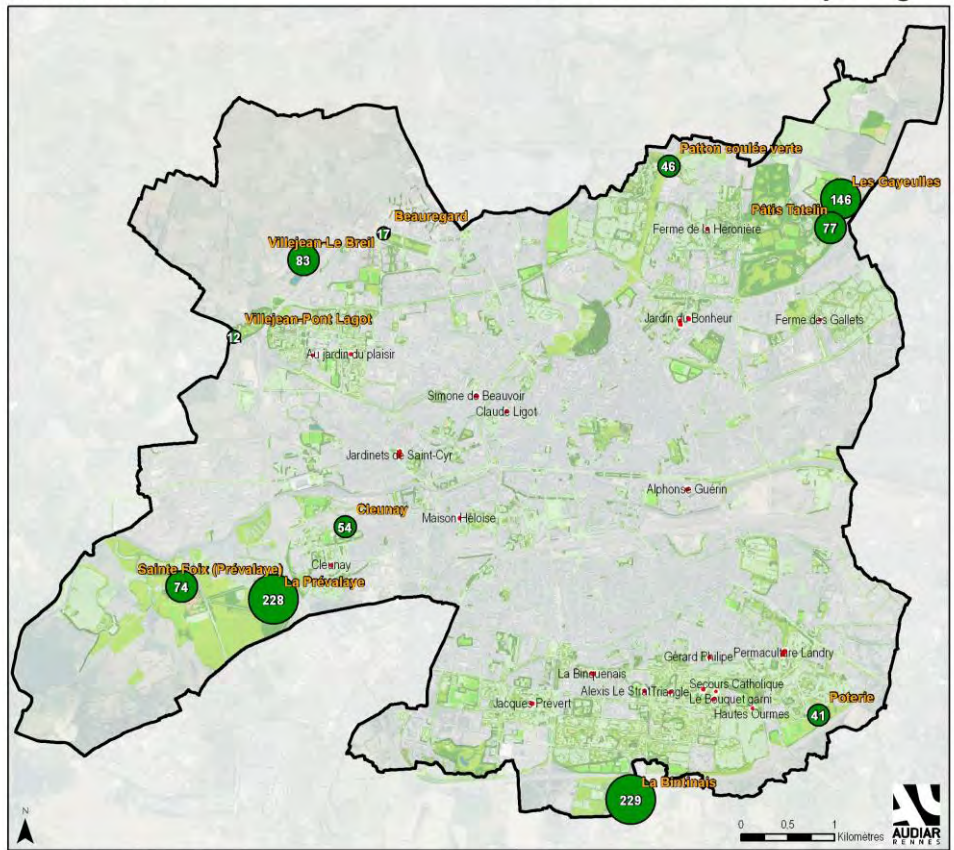 Patton coulée verte
46
Les Gayeulles
146
Pâtis Tatelin
77
Beauregard
17
Ferme de la Héronière
Villejean-Le Breil
83
Villejean-Pont Lagot
12
Jardin du Bonheur
Ferme des Gallets
Au jardin du plaisir
Simone de Beauvoir
Claude Ligot
Jardinets de Saint-Cyr
Alphonse Guérin
Cleunay
54
Maison Héloise
Cleunay
Sainte Foix (Prévalaye)
74
La Prévalaye
228
Gérard Philipe
Permaculture Landry
La Binquenais
Alexis Le Strat
Triangle
Secours Catholique
Le Bouquet garni
Jacques Prévert
Hautes Ourmes
Poterie
41
La Bintinais
229
N
0 0,5 1
Kilomètres
AUDIAR
RENNES